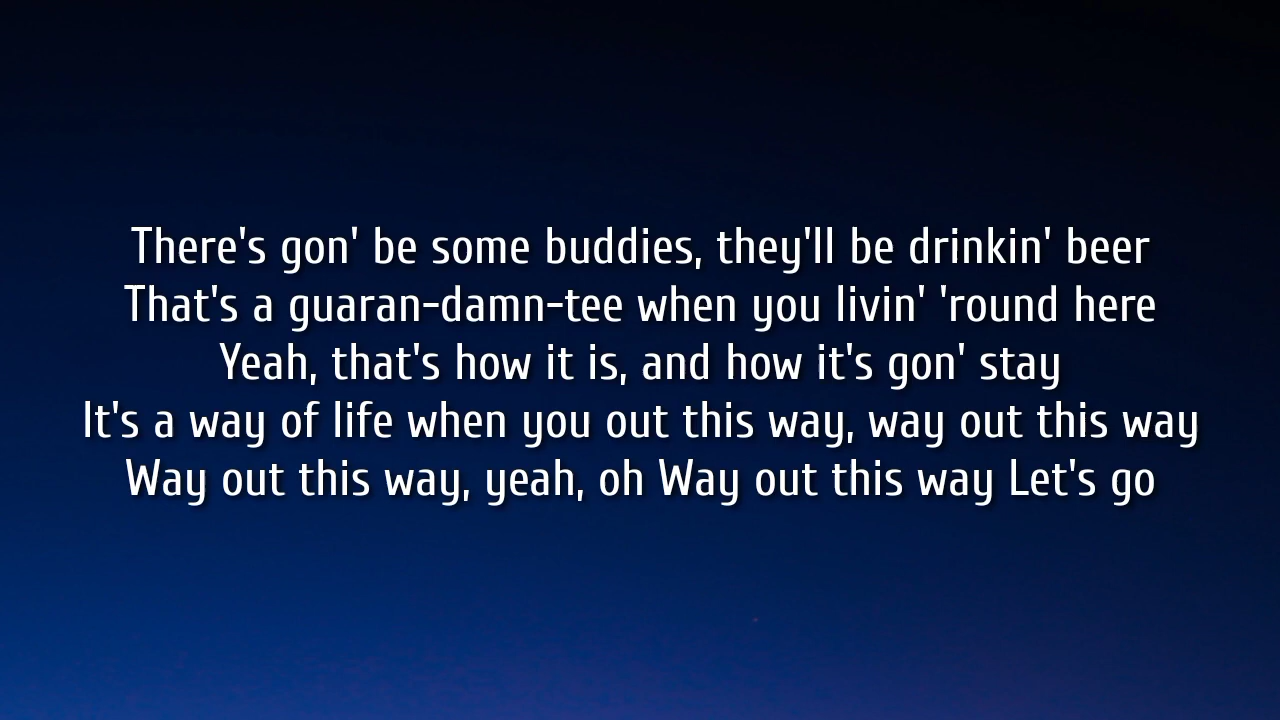 There's gon' be some buddies, they'll be drinkin' beer
That's a guaran-damn-tee when you livin' 'round here
Yeah, that's how it is, and how it's gon' stay
It's a way of life when you out this way, way out this way
Way out this way, yeah, oh Way out this way Let's go